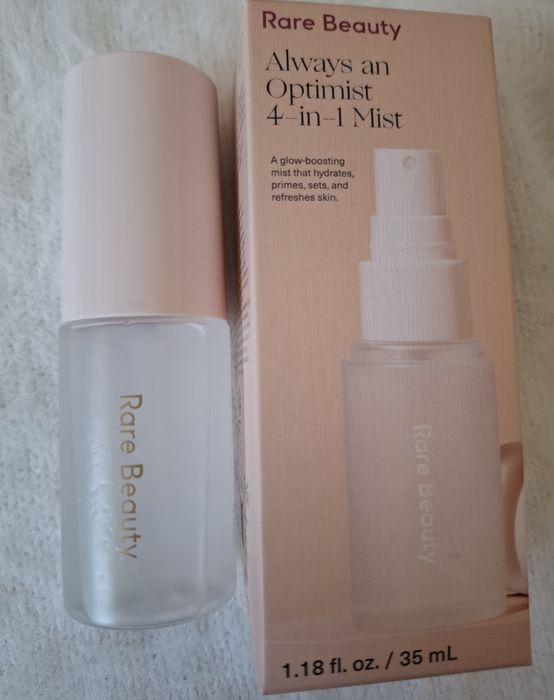 Rare Beauty
Always an
Optimist
4-in-1 Mist
A glow-boosting
mist that hydrates,
primes, sets, and
refreshes skin.
Rare Beauty
Rare Beauty
1.18 fl. oz. / 35 mL